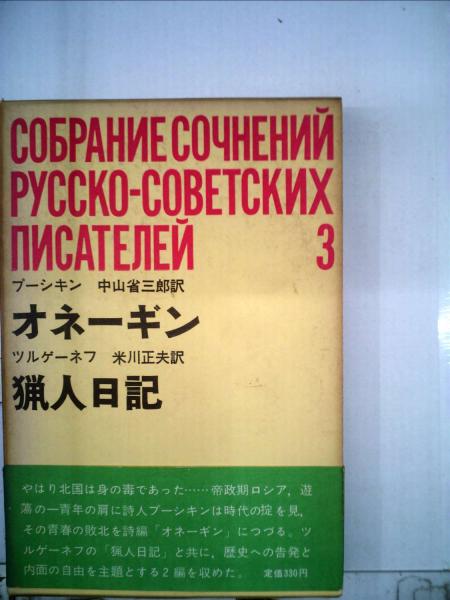 СОБРАНИЕ СОЧНЕНИЙ
РУССКО-СОВЕТСКИХ
ПИСАТЕЛЕЙ 3
プーシキン 中山省三郎訳
オネーギン
ツルゲーネフ 米川正夫訳
猟人日記
やはり北国は身の毒であった……帝政期ロシア，遊
蕩の一青年の肩に詩人プーシキンは時代の掟を見，
その青春の敗北を詩編「オネーギン」につづる。ツ
ルゲーネフの「猟人日記」と共に，歴史への告発と
内面の自由を主題とする2編を収めた。 定価330円